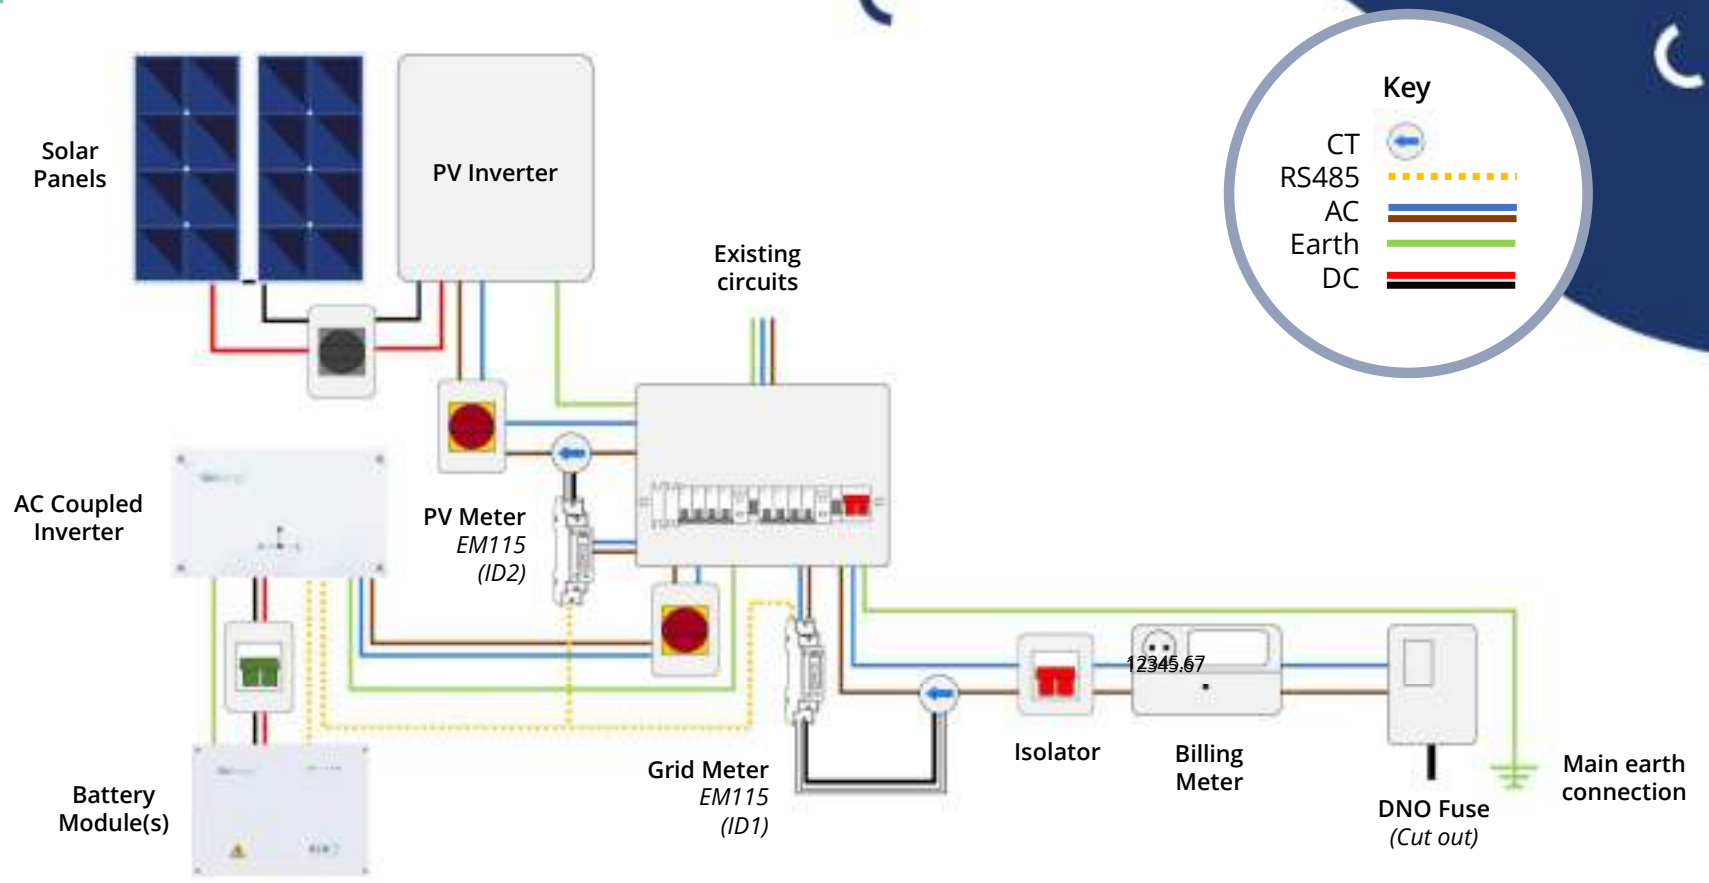 Key
CT
RS485
AC
Earth
DC
Solar
Panels
PV Inverter
Existing
circuits
AC Coupled
Inverter
PV Meter
EM115
(ID2)
12345.67
Isolator
Billing
Meter
Grid Meter
EM115
(ID1)
Main earth
connection
Battery
Module(s)
DNO Fuse
(Cut out)